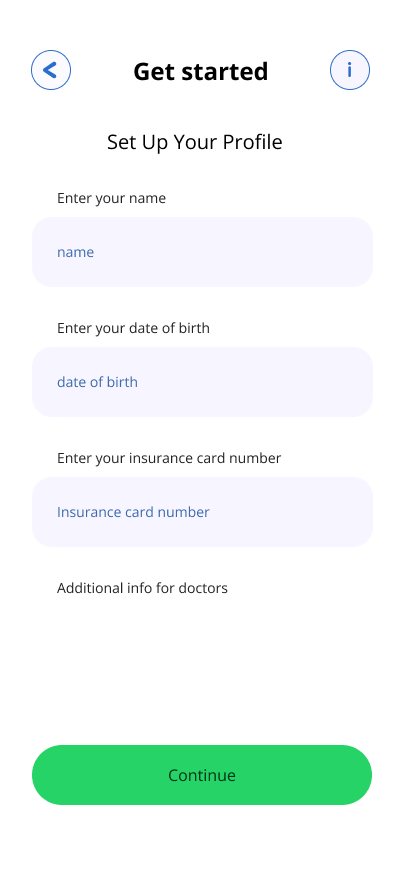 Get started
i
Set Up Your Profile
Enter your name
name
Enter your date of birth
date of birth
Enter your insurance card number
Insurance card number
Additional info for doctors
Continue